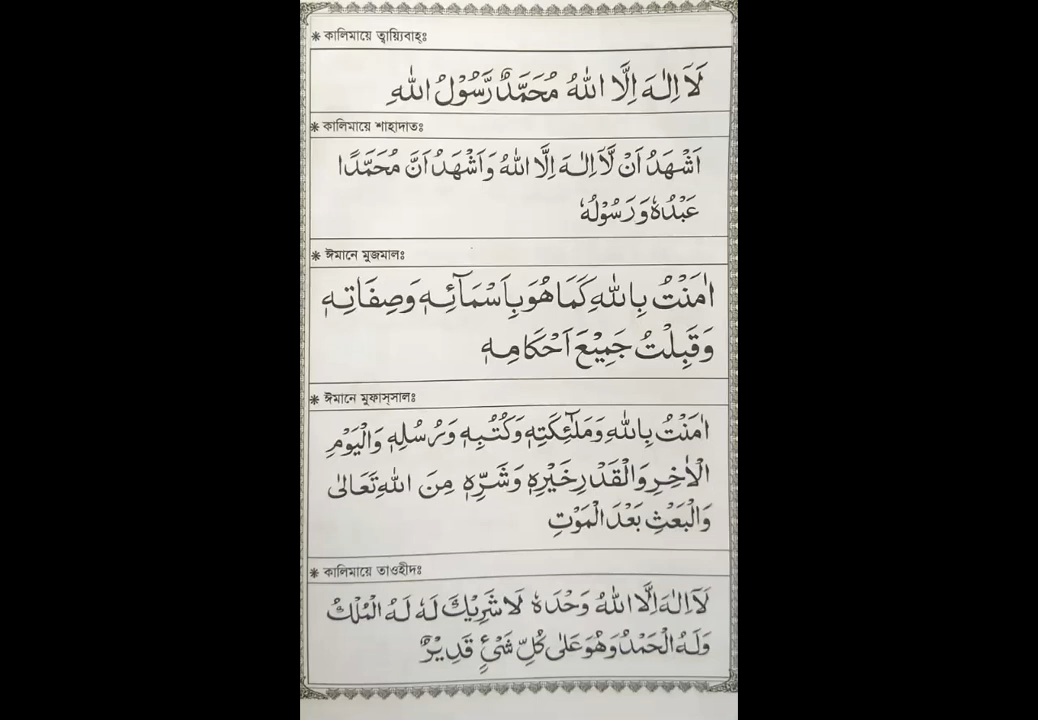 * কালিমায়ে ত্বায়্যিবাহ্ঃ
لَآ اِلٰهَ اِلَّا اللّٰهُ مُحَمَّدٌ رَّسُوْلُ اللّٰهِ
* কালিমায়ে শাহাদাতঃ
اَشْهَدُ اَنْ لَّآ اِلٰهَ اِلَّا اللّٰهُ وَاَشْهَدُ اَنَّ مُحَمَّدًا
عَبْدُهٗ وَرَسُوْلُهٗ
* ঈমানে মুজমালঃ
اٰمَنْتُ بِاللّٰهِ كَمَا هُوَ بِاَسْمَآئِهٖ وَصِفَاتِهٖ
وَقَبِلْتُ جَمِيْعَ اَحْكَامِهٖ
* ঈমানে মুফাস্সালঃ
اٰمَنْتُ بِاللّٰهِ وَمَلٰٓئِكَتِهٖ وَكُتُبِهٖ وَرُسُلِهٖ وَالْيَوْمِ
الْاٰخِرِ وَالْقَدْرِ خَيْرِهٖ وَشَرِّهٖ مِنَ اللّٰهِ تَعَالٰى
وَالْبَعْثِ بَعْدَ الْمَوْتِ
* কালিমায়ে তাওহীদঃ
لَآ اِلٰهَ اِلَّا اللّٰهُ وَحْدَهٗ لَا شَرِيْكَ لَهٗ لَهُ الْمُلْكُ
وَلَهُ الْحَمْدُ وَهُوَ عَلٰى كُلِّ شَیْئٍ قَدِيْرٌ